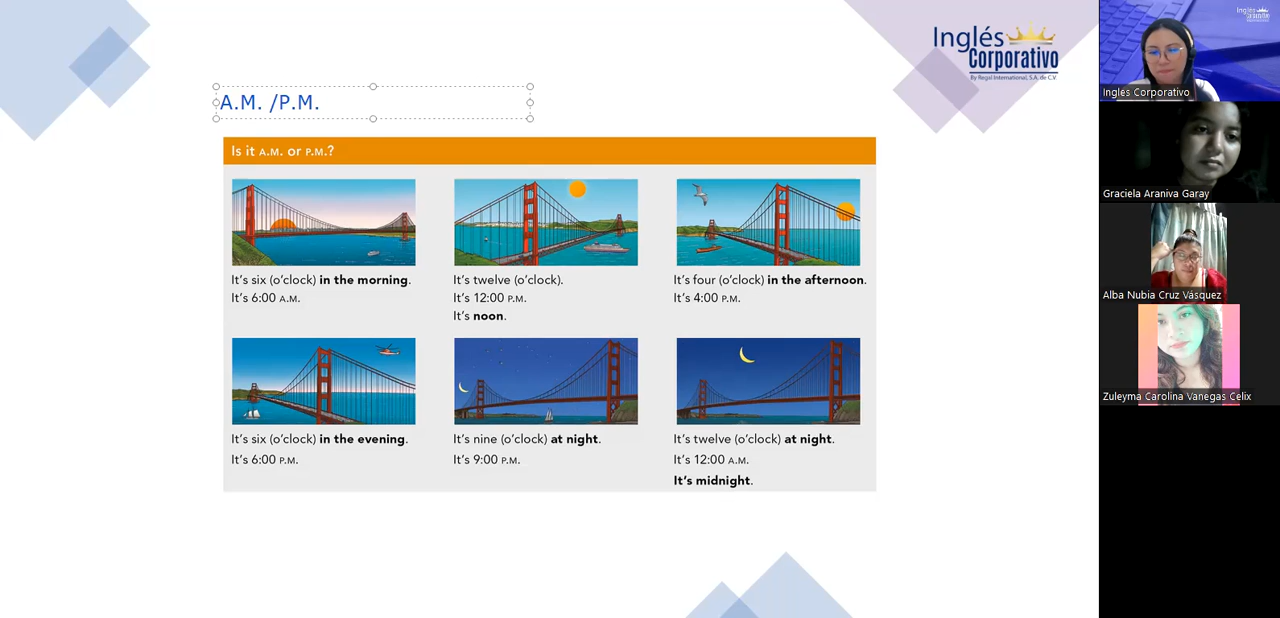 Inglés
Corporativo
By Regal International, S.A. de C.V.
A.M. /P.M.
Is it A.M. or P.M.?
It's six (o'clock) in the morning.
It's 6:00 A.M.
It's twelve (o'clock).
It's 12:00 P.M.
It's noon.
It's four (o'clock) in the afternoon.
It's 4:00 P.M.
It's six (o'clock) in the evening.
It's 6:00 P.M.
It's nine (o'clock) at night.
It's 9:00 P.M.
It's twelve (o'clock) at night.
It's 12:00 A.M.
It's midnight.
Inglés
Corporativo
Ingles Corporativo
Graciela Araniva Garay
Alba Nubia Cruz Vásquez
Zuleyma Carolina Vanegas Celix